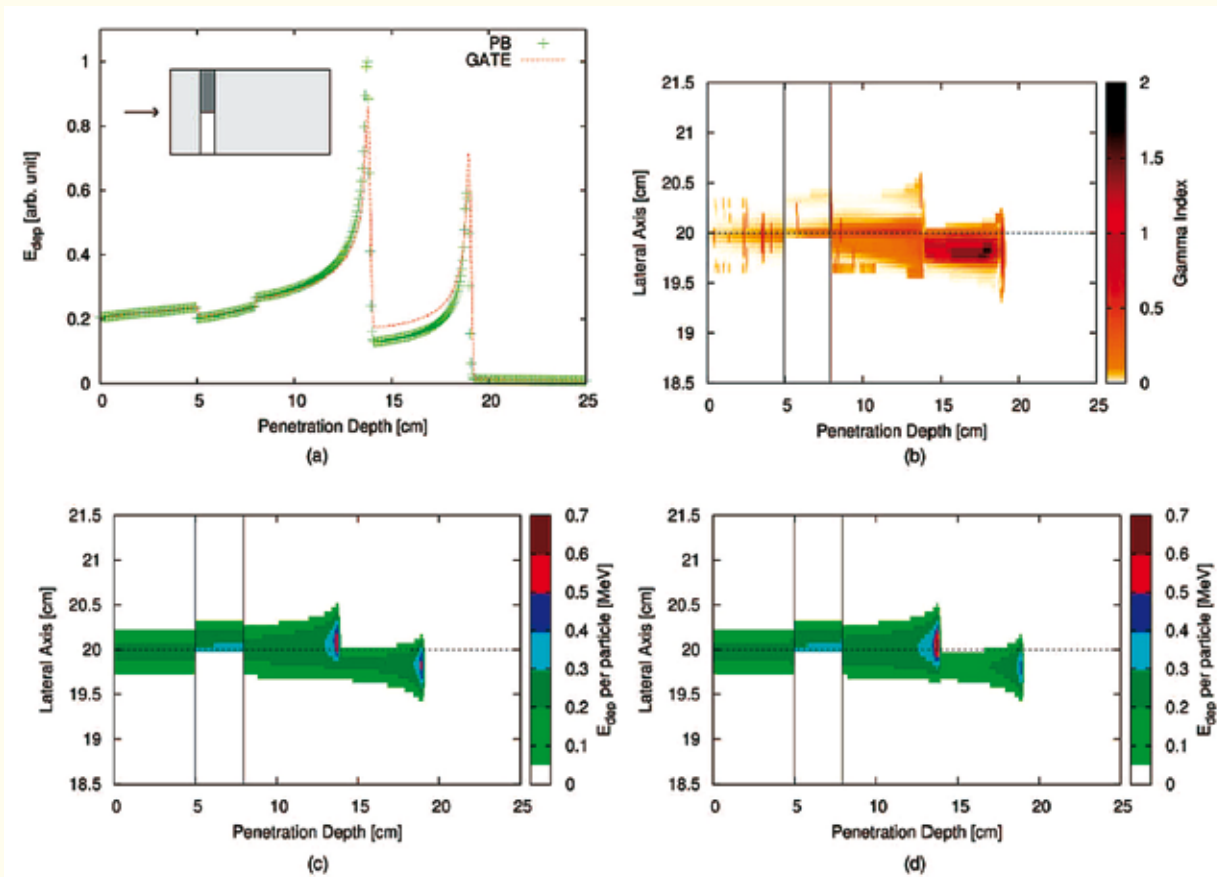 PB
GATE
1
0.8
0.6
0.4
0.2
0
E_dep [arb. unit]
0 5 10 15 20 25
Penetration Depth [cm]
(a)
21.5
21
20.5
20
19.5
19
18.5
Lateral Axis [cm]
0 5 10 15 20 25
Penetration Depth [cm]
2
1.5
1
0.5
0
Gamma Index
(b)
21.5
21
20.5
20
19.5
19
18.5
Lateral Axis [cm]
0 5 10 15 20 25
Penetration Depth [cm]
0.7
0.6
0.5
0.4
0.3
0.2
0.1
0
E_dep per particle [MeV]
(c)
21.5
21
20.5
20
19.5
19
18.5
Lateral Axis [cm]
0 5 10 15 20 25
Penetration Depth [cm]
0.7
0.6
0.5
0.4
0.3
0.2
0.1
0
E_dep per particle [MeV]
(d)